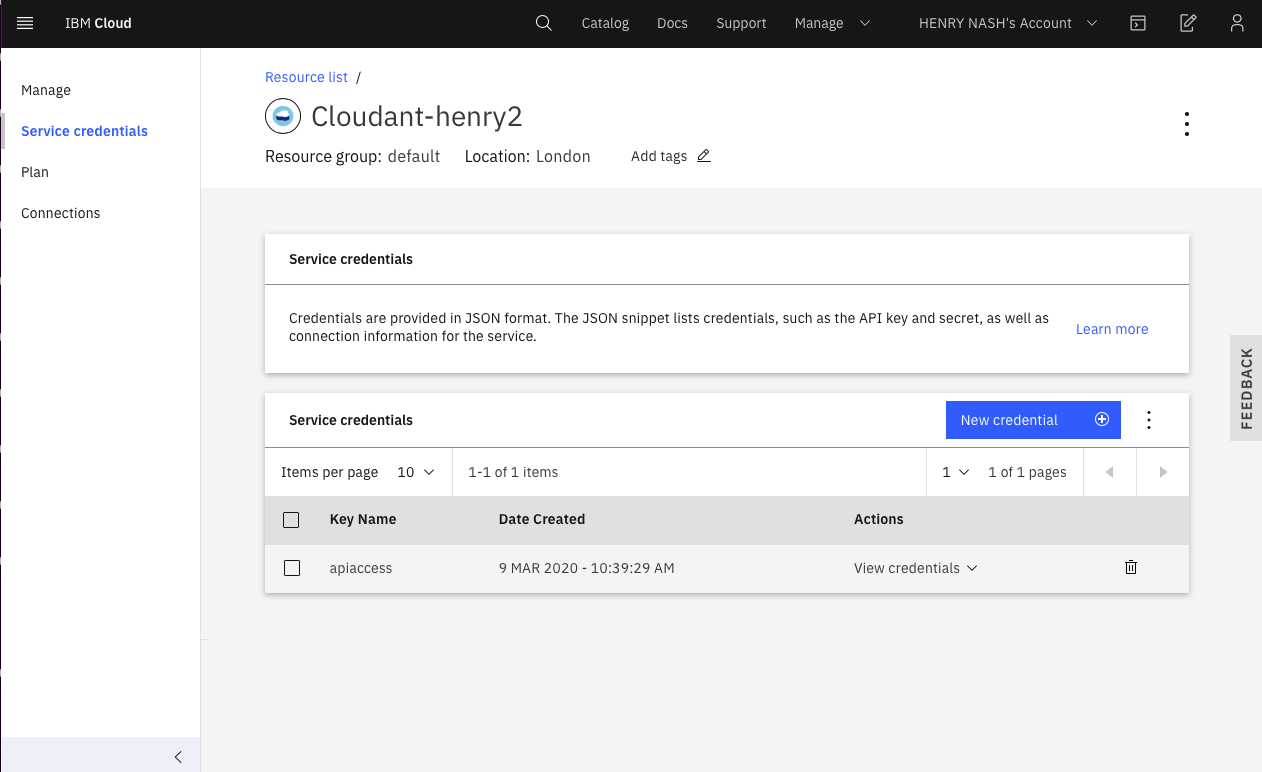 IBM Cloud
Catalog
Docs
Support
Manage
HENRY NASH's Account
Manage
Service credentials
Plan
Connections
Resource list /
Cloudant-henry2
Resource group: default Location: London Add tags
Service credentials
Credentials are provided in JSON format. The JSON snippet lists credentials, such as the API key and secret, as well as
connection information for the service.
Learn more
FEEDBACK
Service credentials
New credential
Items per page 10 1-1 of 1 items 1 1 of 1 pages
Key Name Date Created Actions
apiaccess 9 MAR 2020 - 10:39:29 AM View credentials